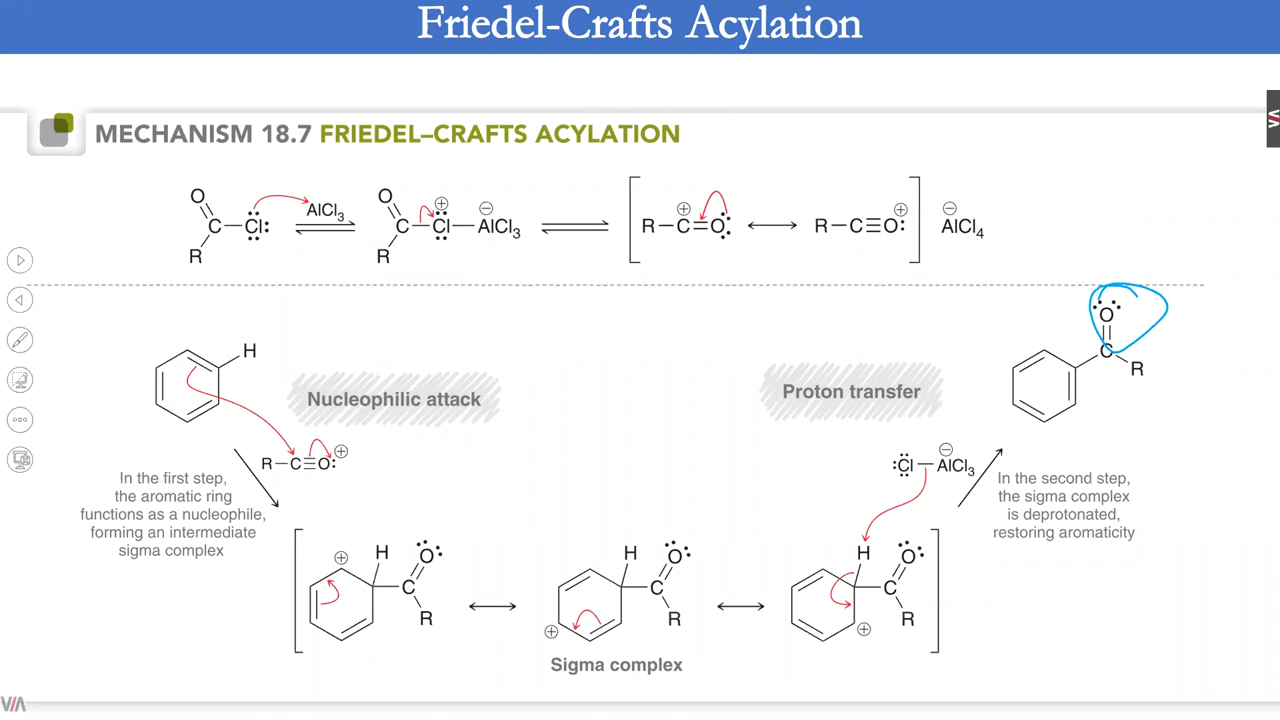 Friedel-Crafts Acylation
MECHANISM 18.7 FRIEDEL–CRAFTS ACYLATION
O
C
Cl
R
AlCl3
O
C
Cl
⊕
R
⊖
AlCl3
R
C
⊕
O
R
C
O
⊕
⊖
AlCl4
H
Nucleophilic attack
R
C
O
⊕
In the first step,
the aromatic ring
functions as a nucleophile,
forming an intermediate
sigma complex
Proton transfer
Cl
⊖
AlCl3
O
C
R
In the second step,
the sigma complex
is deprotonated,
restoring aromaticity
⊕
H
O
C
R
H
O
C
R
⊕
H
O
C
R
⊕
Sigma complex
VIA